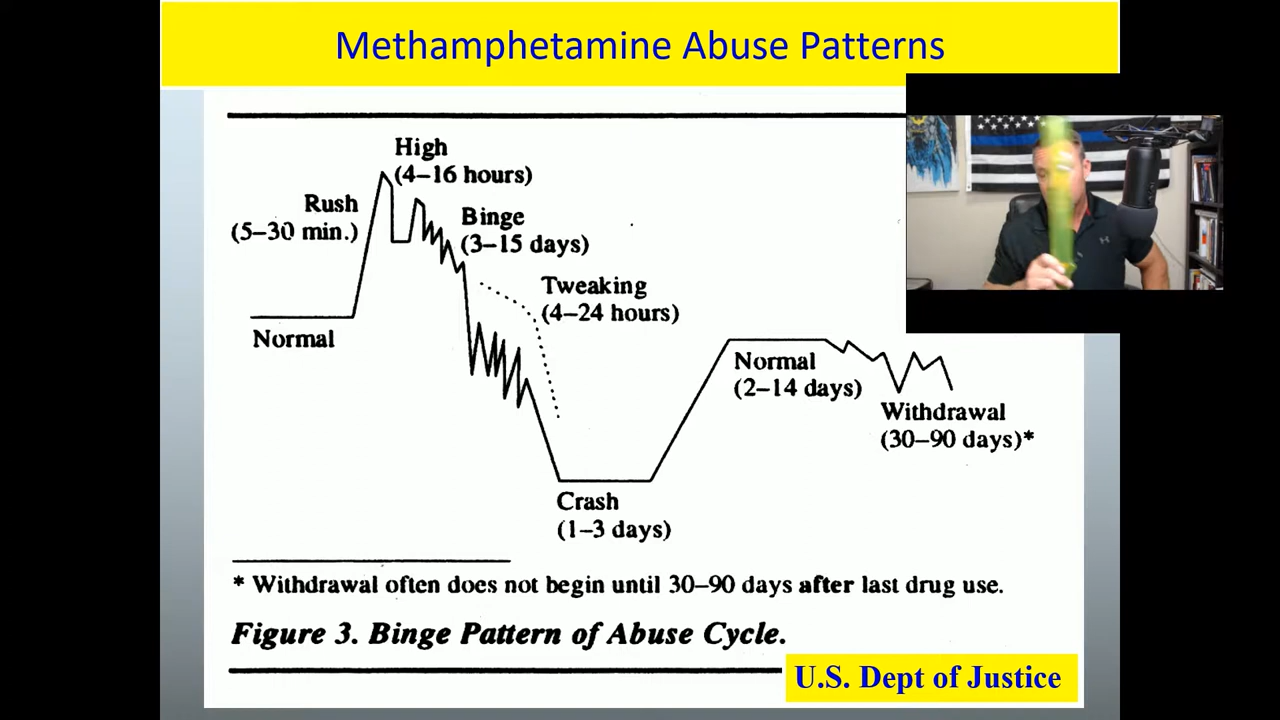 Methamphetamine Abuse Patterns
High
(4–16 hours)
Rush
(5–30 min.)
Binge
(3–15 days)
Tweaking
(4–24 hours)
Normal
Normal
(2–14 days)
Withdrawal
(30–90 days)*
Crash
(1–3 days)
* Withdrawal often does not begin until 30–90 days after last drug use.
Figure 3. Binge Pattern of Abuse Cycle.
U.S. Dept of Justice